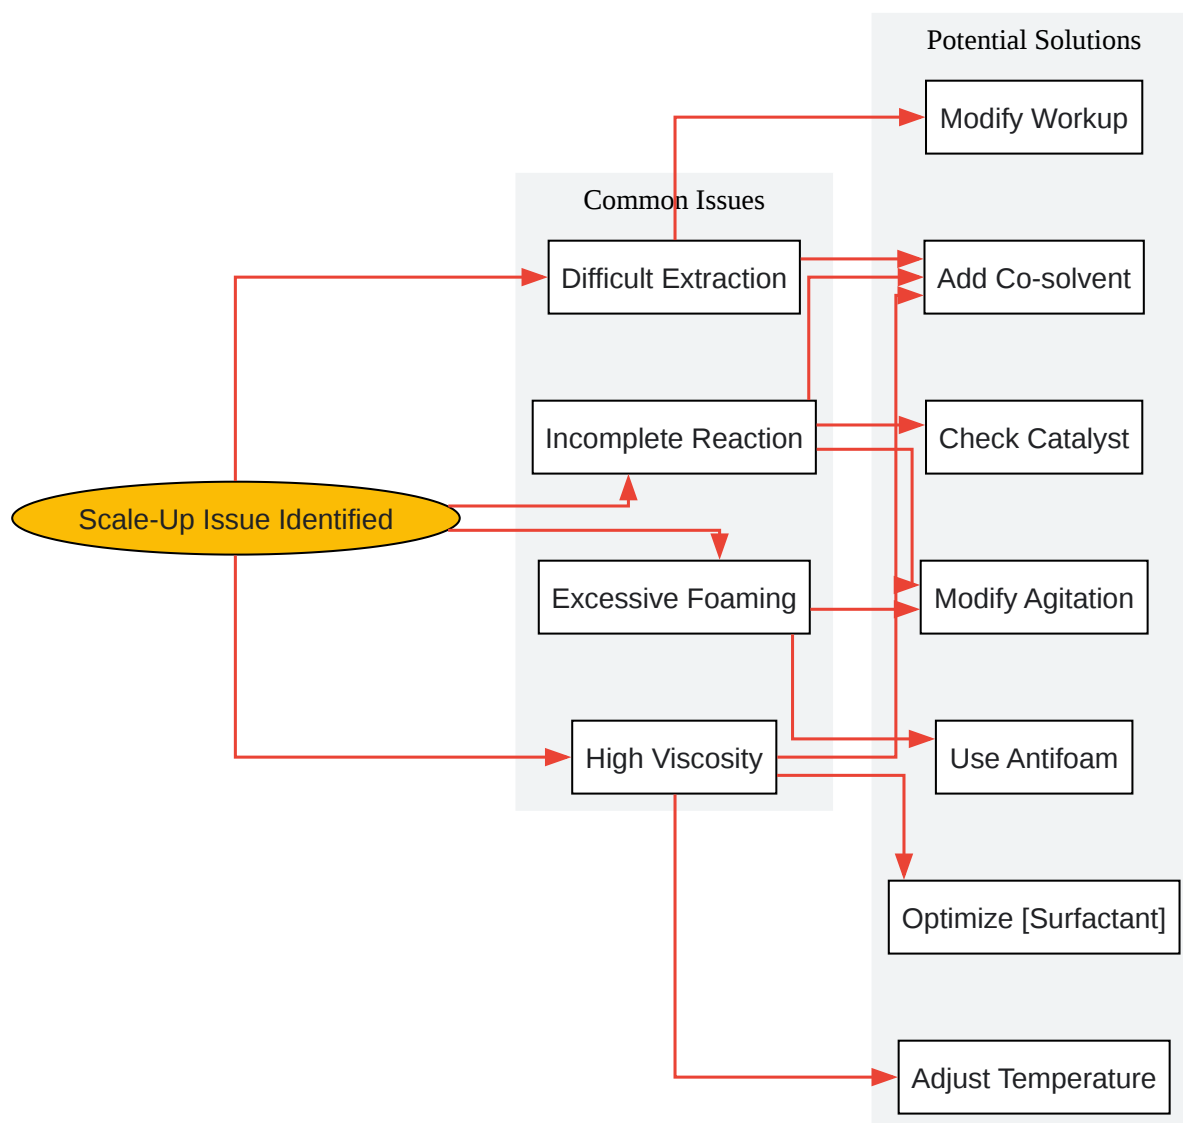 Potential Solutions
Modify Workup
Common Issues
Difficult Extraction
Add Co-solvent
Incomplete Reaction
Check Catalyst
Scale-Up Issue Identified
Excessive Foaming
Modify Agitation
High Viscosity
Use Antifoam
Optimize [Surfactant]
Adjust Temperature